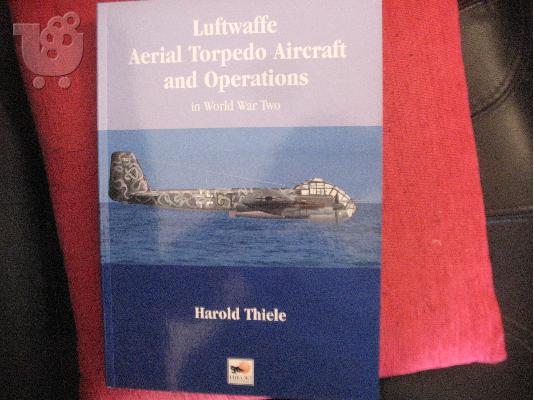 Luftwaffe
Aerial Torpedo Aircraft
and Operations
in World War Two
Harold Thiele